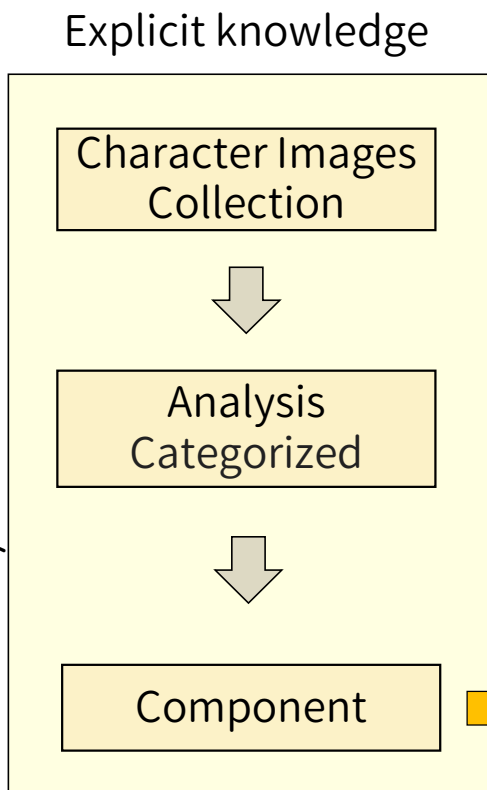 Explicit knowledge
Character Images
Collection
Analysis
Categorized
Component